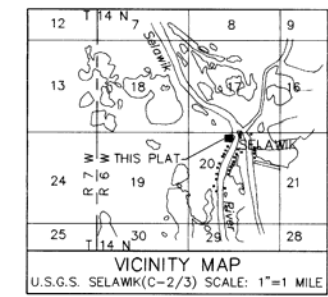 12 T 14 N 7 8 9
Selawik
13 18 17 16
SELAWIK
THIS PLAT
20
24 R 7 W R 6 W 19 21
River
25 T 14 N 30 29 28
VICINITY MAP
U.S.G.S. SELAWIK(C-2/3) SCALE: 1"=1 MILE